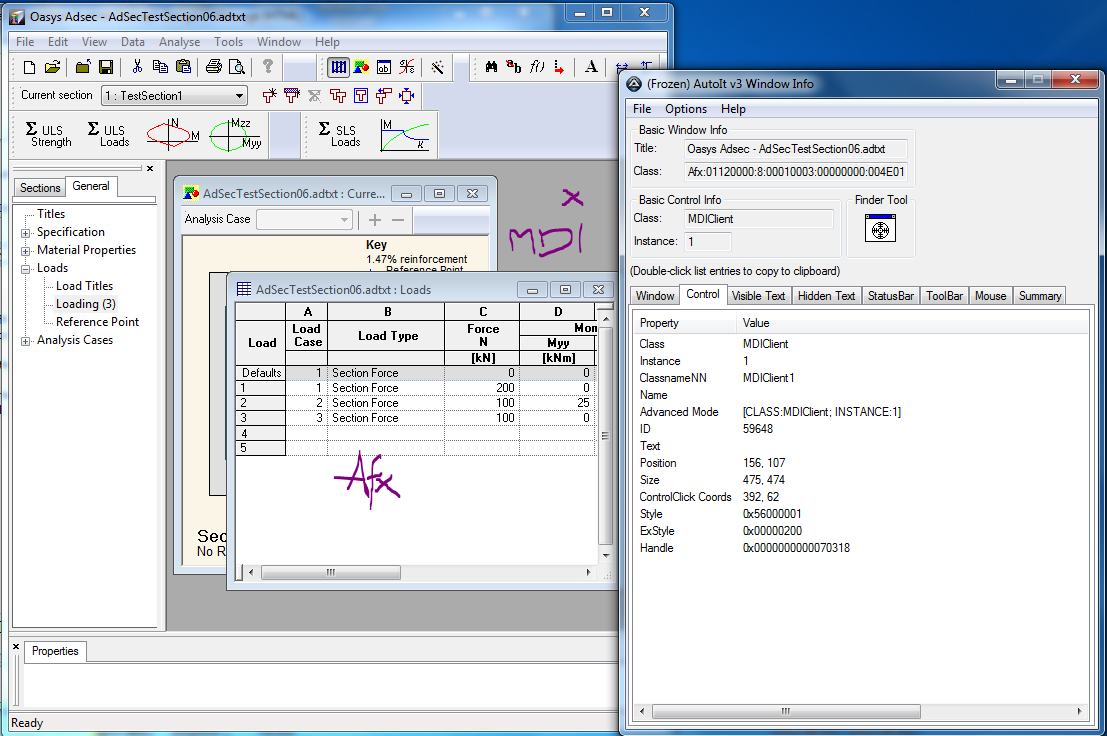 Oasys Adsec - AdSecTestSection06.adtxt
File Edit View Data Analyse Tools Window Help
Current section 1 : TestSection1
Σ ULS Strength
Σ ULS Loads
N M
Mzz Myy
Σ SLS Loads
M K
Sections General
Titles
Specification
Material Properties
Loads
Load Titles
Loading (3)
Reference Point
Analysis Cases
AdSecTestSection06.adtxt : Curre...
Analysis Case
Key
1.47% reinforcement
Reference Point
Sec
No R
x
MDI
AdSecTestSection06.adtxt : Loads
A B C D
Load Load Case Load Type Force N Mon
Myy
[kN] [kNm]
Defaults 1 Section Force 0 0
1 1 Section Force 200 0
2 2 Section Force 100 25
3 3 Section Force 100 0
4
5
Afx
Properties
Ready
(Frozen) AutoIt v3 Window Info
File Options Help
Basic Window Info
Title: Oasys Adsec - AdSecTestSection06.adtxt
Class: Afx:01120000:8:00010003:00000000:004E01
Basic Control Info
Class: MDIClient
Instance: 1
Finder Tool
(Double-click list entries to copy to clipboard)
Window Control Visible Text Hidden Text StatusBar ToolBar Mouse Summary
Property Value
Class MDIClient
Instance 1
ClassnameNN MDIClient1
Name
Advanced Mode [CLASS:MDIClient; INSTANCE:1]
ID 59648
Text
Position 156, 107
Size 475, 474
ControlClick Coords 392, 62
Style 0x56000001
ExStyle 0x00000200
Handle 0x0000000000070318